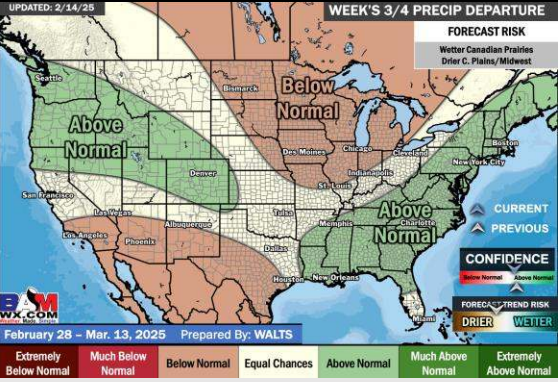 UPDATED: 2/14/25
WEEK'S 3/4 PRECIP DEPARTURE
FORECAST RISK
Wetter Canadian Prairies
Drier C. Plains/Midwest
Seattle
Bismarck
Below
Normal
Above
Normal
Boston
Des Moines
Chicago
Cleveland
New York City
Denver
Indianapolis
St. Louis
San Francisco
Las Vegas
Tulsa
Memphis
Above
Normal
Charlotte
Albuquerque
Los Angeles
Phoenix
Dallas
Houston
New Orleans
Miami
CURRENT
PREVIOUS
CONFIDENCE
Below Normal
Above Normal
FORECAST TREND RISK
DRIER
WETTER
BAM
WX.COM
Weather Made Simple
February 28 – Mar. 13, 2025 Prepared By: WALTS
Extremely
Below Normal
Much Below
Normal
Below Normal
Equal Chances
Above Normal
Much Above
Normal
Extremely
Above Normal